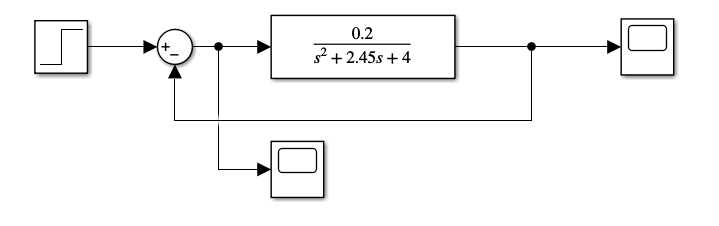 +
−
0.2
s² + 2.45s + 4